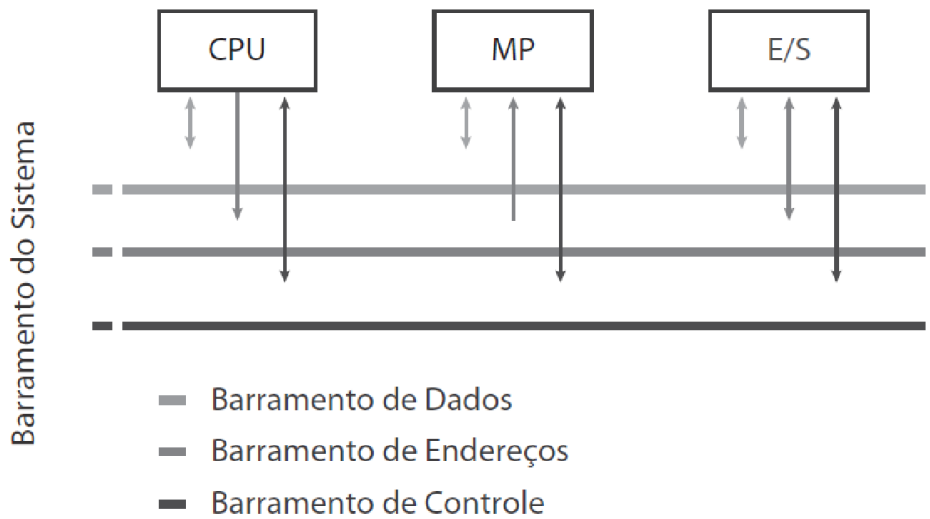 CPU
MP
E/S
Barramento do Sistema
Barramento de Dados
Barramento de Endereços
Barramento de Controle